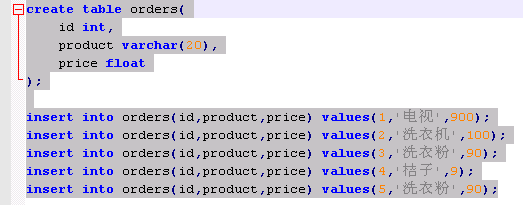 create table orders(
    id int,
    product varchar(20),
    price float
);
insert into orders(id,product,price) values(1,'电视',900);
insert into orders(id,product,price) values(2,'洗衣机',100);
insert into orders(id,product,price) values(3,'洗衣粉',90);
insert into orders(id,product,price) values(4,'桔子',9);
insert into orders(id,product,price) values(5,'洗衣粉',90);